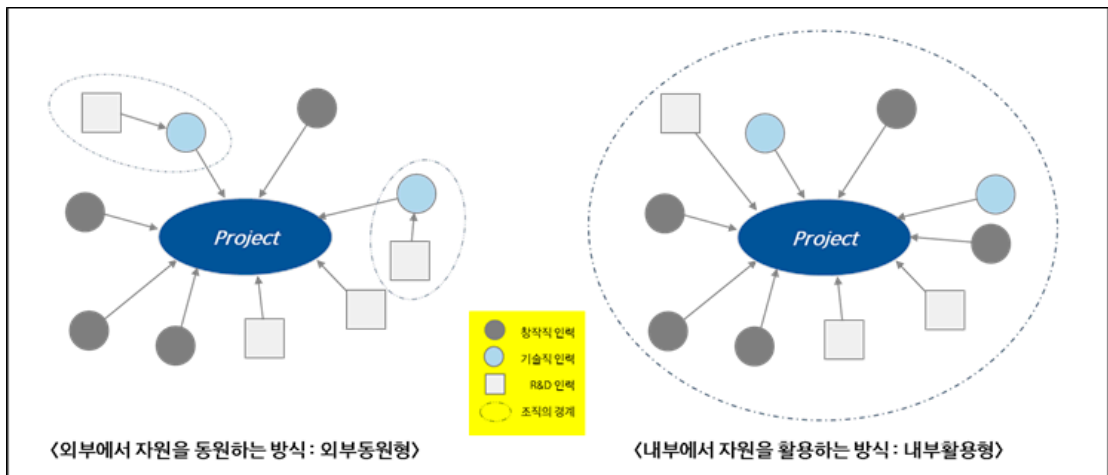 Project
Project
창작직 인력
기술직 인력
R&D 인력
조직의 경계
<외부에서 자원을 동원하는 방식 : 외부동원형>
<내부에서 자원을 활용하는 방식 : 내부활용형>